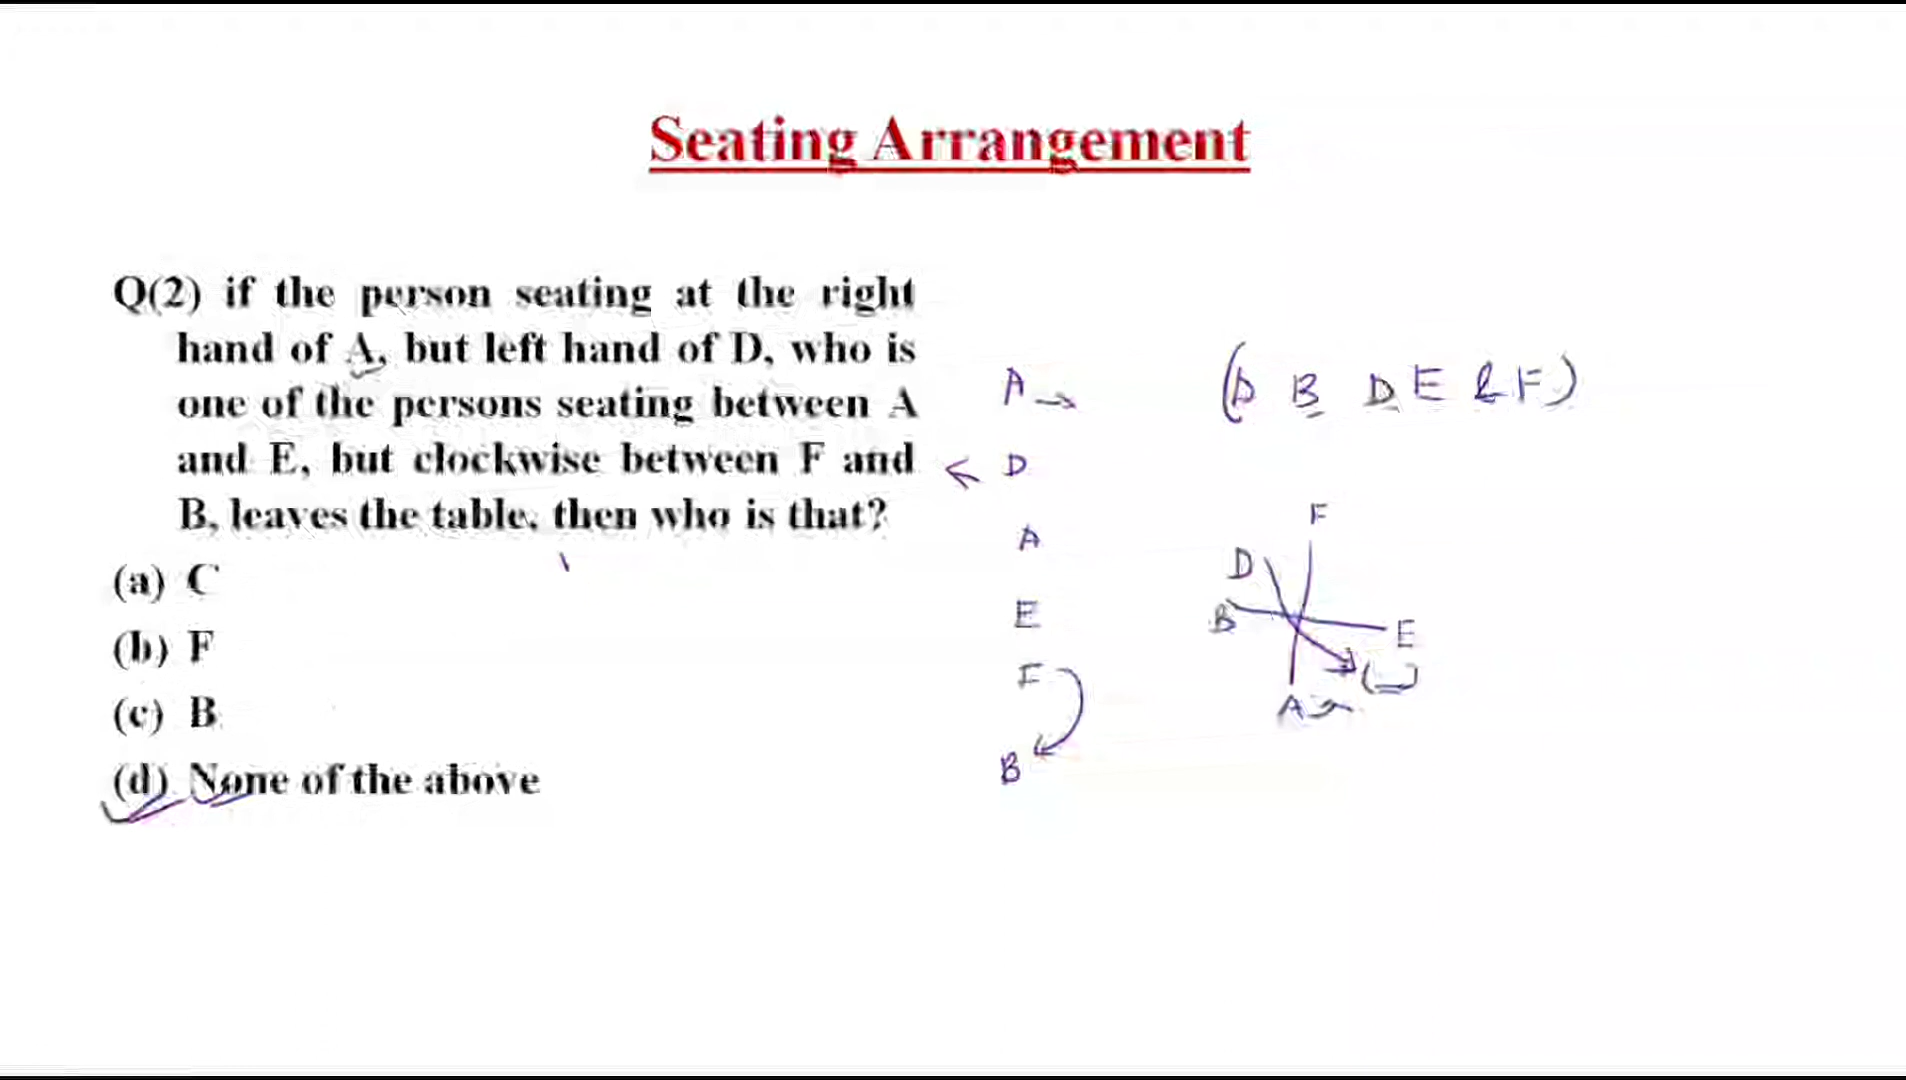 Seating Arrangement
Q(2) if the person seating at the right
hand of A, but left hand of D, who is
one of the persons seating between A
and E, but clockwise between F and
B, leaves the table, then who is that?
(a) C
(b) F
(c) B
(d) None of the above
A
D
A
E
F
B
(D B D E & F)
F
D
B
E
A